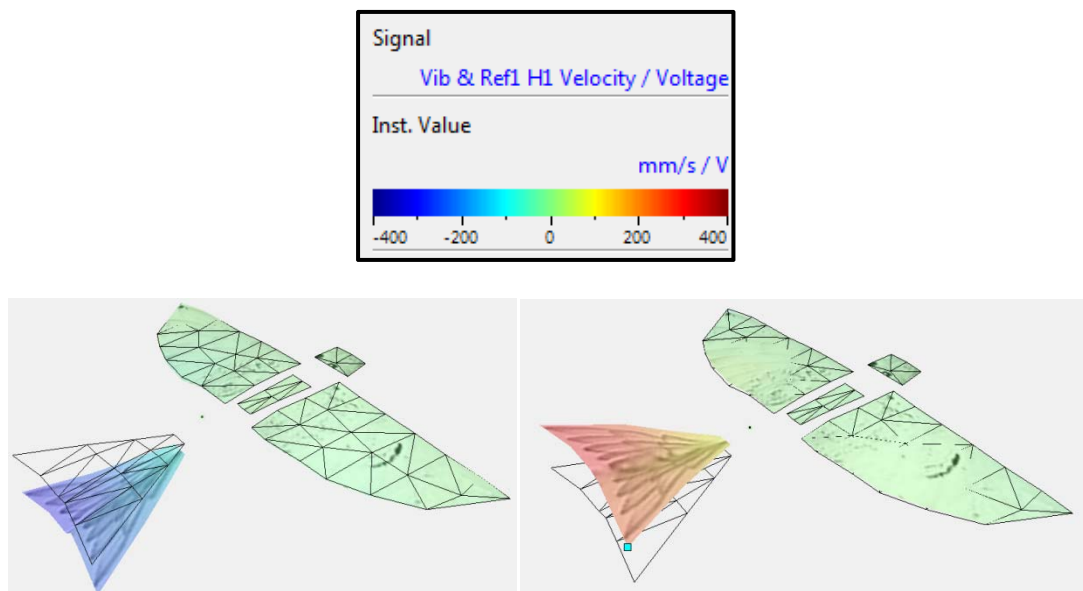 Signal
Vib & Ref1 H1 Velocity / Voltage
Inst. Value
mm/s / V
-400 -200 0 200 400